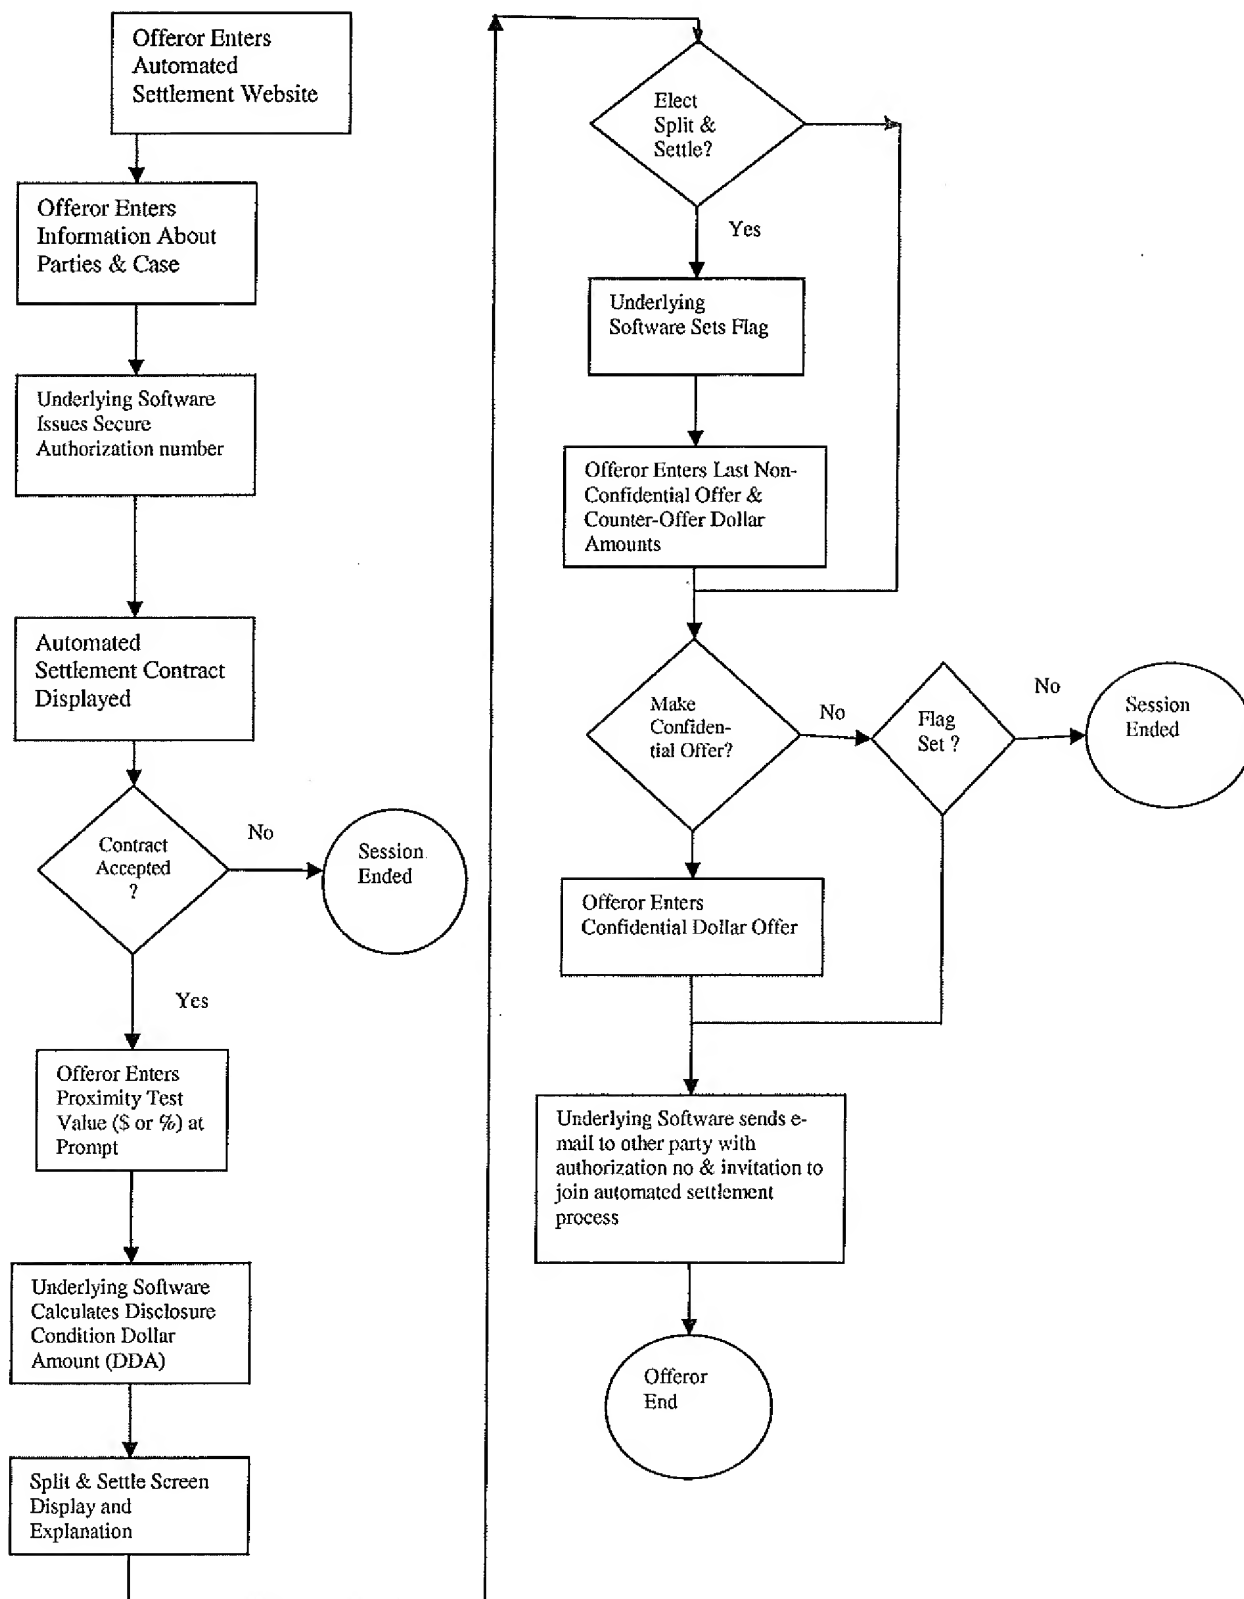 Offeror Enters
Automated
Settlement Website
Offeror Enters
Information About
Parties & Case
Underlying Software
Issues Secure
Authorization number
Automated
Settlement Contract
Displayed
Contract
Accepted
?
No
Session
Ended
Yes
Offeror Enters
Proximity Test
Value ($ or %) at
Prompt
Underlying Software
Calculates Disclosure
Condition Dollar
Amount (DDA)
Split & Settle Screen
Display and
Explanation
Elect
Split &
Settle?
Yes
Underlying
Software Sets Flag
Offeror Enters Last Non-
Confidential Offer &
Counter-Offer Dollar
Amounts
Make
Confiden-
tial Offer?
No
Flag
Set ?
No
Session
Ended
Offeror Enters
Confidential Dollar Offer
Underlying Software sends e-
mail to other party with
authorization no & invitation to
join automated settlement
process
Offeror
End